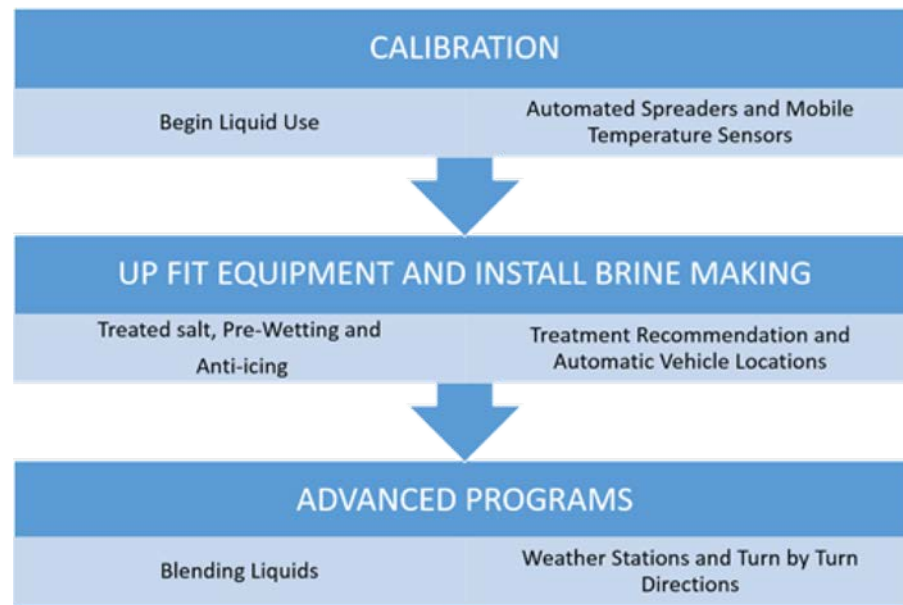 CALIBRATION
Begin Liquid Use
Automated Spreaders and Mobile
Temperature Sensors
UP FIT EQUIPMENT AND INSTALL BRINE MAKING
Treated salt, Pre-Wetting and
Anti-icing
Treatment Recommendation and
Automatic Vehicle Locations
ADVANCED PROGRAMS
Blending Liquids
Weather Stations and Turn by Turn
Directions